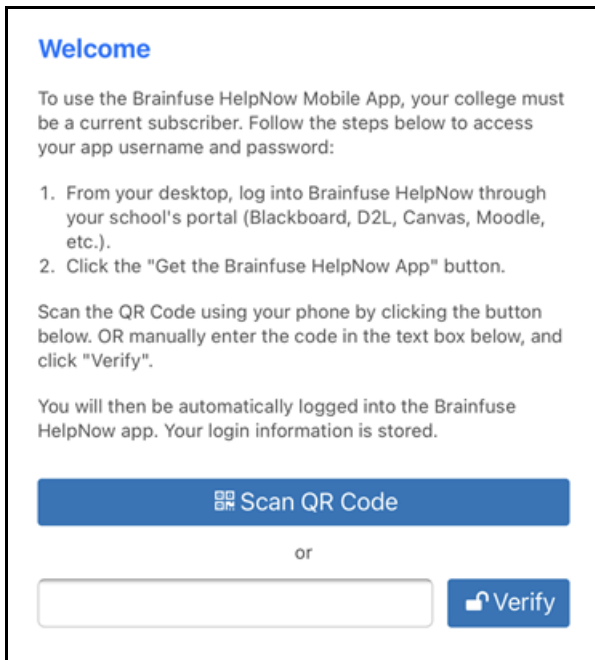 Welcome
To use the Brainfuse HelpNow Mobile App, your college must
be a current subscriber. Follow the steps below to access
your app username and password:
1. From your desktop, log into Brainfuse HelpNow through
your school's portal (Blackboard, D2L, Canvas, Moodle,
etc.).
2. Click the "Get the Brainfuse HelpNow App" button.
Scan the QR Code using your phone by clicking the button
below. OR manually enter the code in the text box below, and
click "Verify".
You will then be automatically logged into the Brainfuse
HelpNow app. Your login information is stored.
Scan QR Code
or
Verify